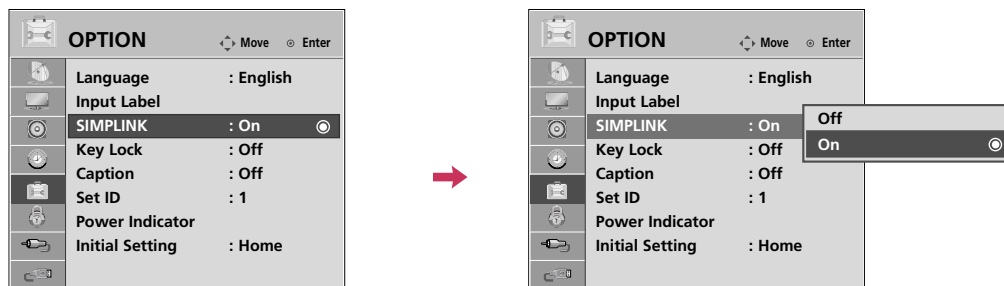 OPTION Move Enter
Language : English
Input Label
SIMPLINK : On
Key Lock : Off
Caption : Off
Set ID : 1
Power Indicator
Initial Setting : Home
OPTION Move Enter
Language : English
Input Label
SIMPLINK : On
Key Lock : Off
Caption : Off
Set ID : 1
Power Indicator
Initial Setting : Home
Off
On